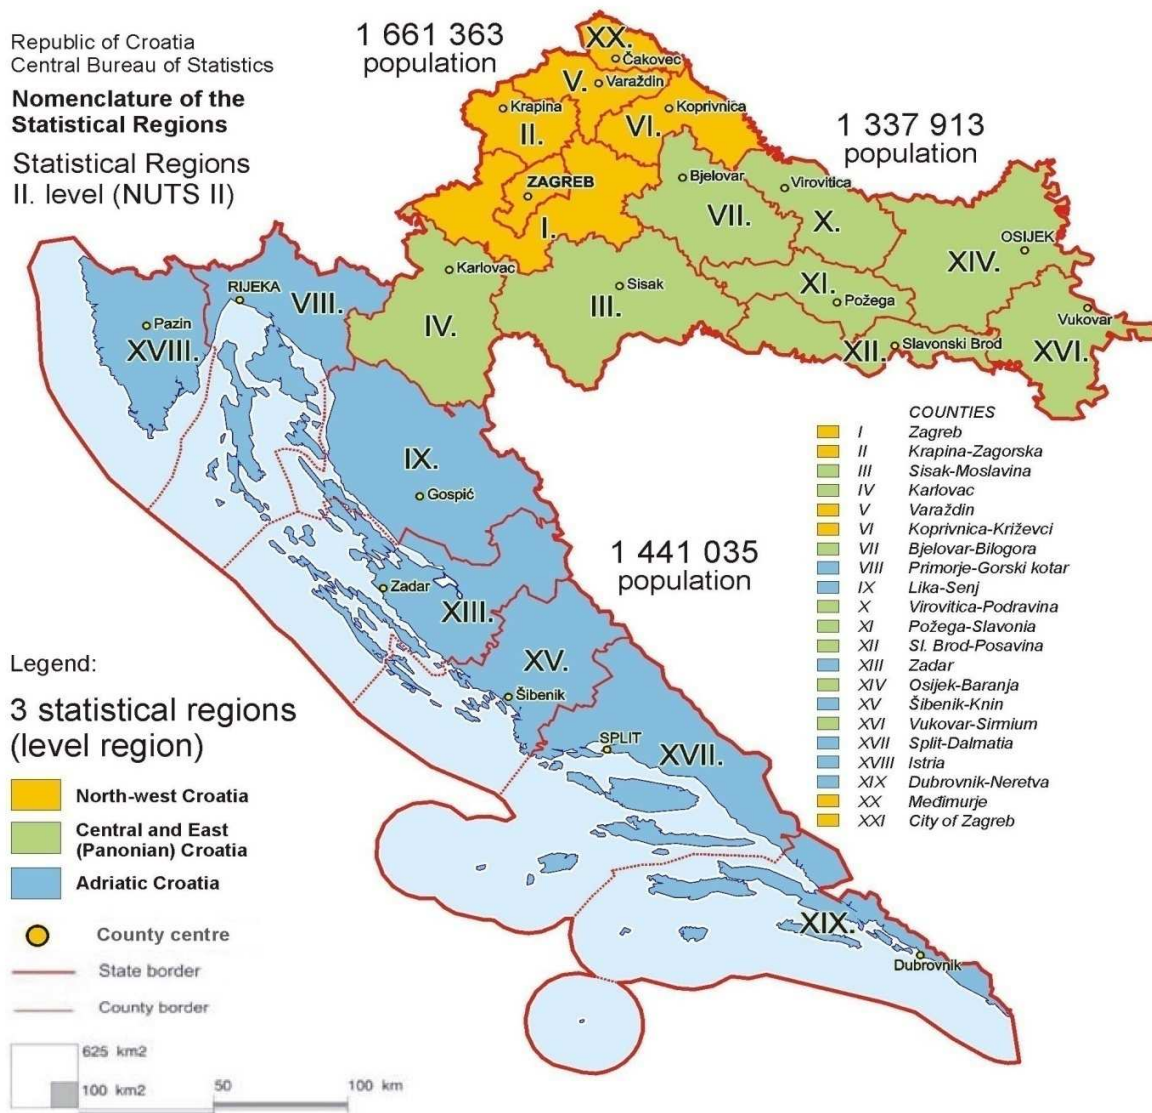 Republic of Croatia
Central Bureau of Statistics
Nomenclature of the
Statistical Regions
Statistical Regions
II. level (NUTS II)
1 661 363
population
1 337 913
population
1 441 035
population
XX.
Čakovec
V.
Varaždin
Krapina
II.
Koprivnica
VI.
ZAGREB
I.
Bjelovar
VII.
Virovitica
X.
OSIJEK
XIV.
Karlovac
IV.
Sisak
III.
XI.
Požega
XII.
Slavonski Brod
Vukovar
XVI.
RIJEKA
VIII.
Pazin
XVIII.
IX.
Gospić
Zadar
XIII.
XV.
Šibenik
SPLIT
XVII.
XIX.
Dubrovnik
COUNTIES
I Zagreb
II Krapina-Zagorska
III Sisak-Moslavina
IV Karlovac
V Varaždin
VI Koprivnica-Križevci
VII Bjelovar-Bilogora
VIII Primorje-Gorski kotar
IX Lika-Senj
X Virovitica-Podravina
XI Požega-Slavonia
XII Sl. Brod-Posavina
XIII Zadar
XIV Osijek-Baranja
XV Šibenik-Knin
XVI Vukovar-Sirmium
XVII Split-Dalmatia
XVIII Istria
XIX Dubrovnik-Neretva
XX Međimurje
XXI City of Zagreb
Legend:
3 statistical regions
(level region)
North-west Croatia
Central and East
(Panonian) Croatia
Adriatic Croatia
County centre
State border
County border
625 km2
100 km2
50
100 km